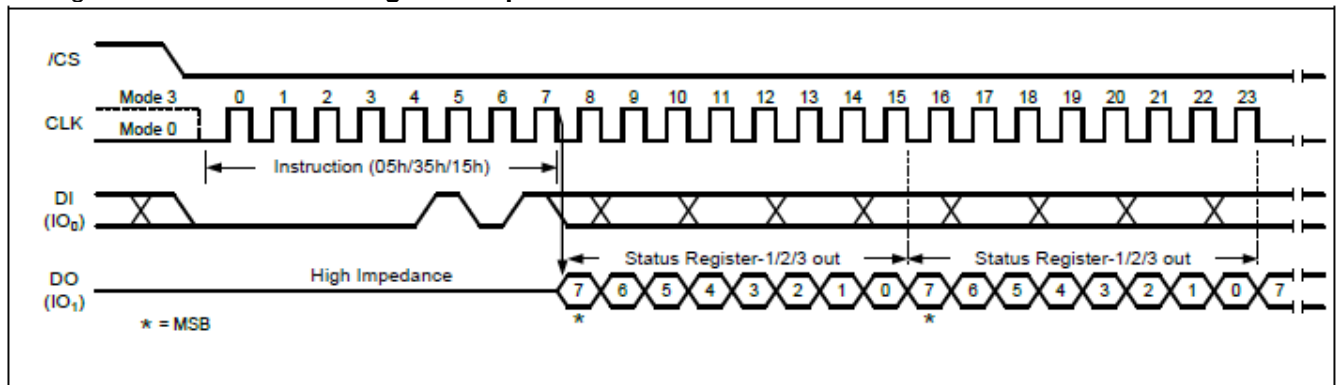 /CS
Mode 3 0 1 2 3 4 5 6 7 8 9 10 11 12 13 14 15 16 17 18 19 20 21 22 23
CLK
Mode 0
Instruction (05h/35h/15h)
DI
(IO₀)
Status Register-1/2/3 out Status Register-1/2/3 out
DO High Impedance
(IO₁) 7 6 5 4 3 2 1 0 7 6 5 4 3 2 1 0 7
* *
* = MSB